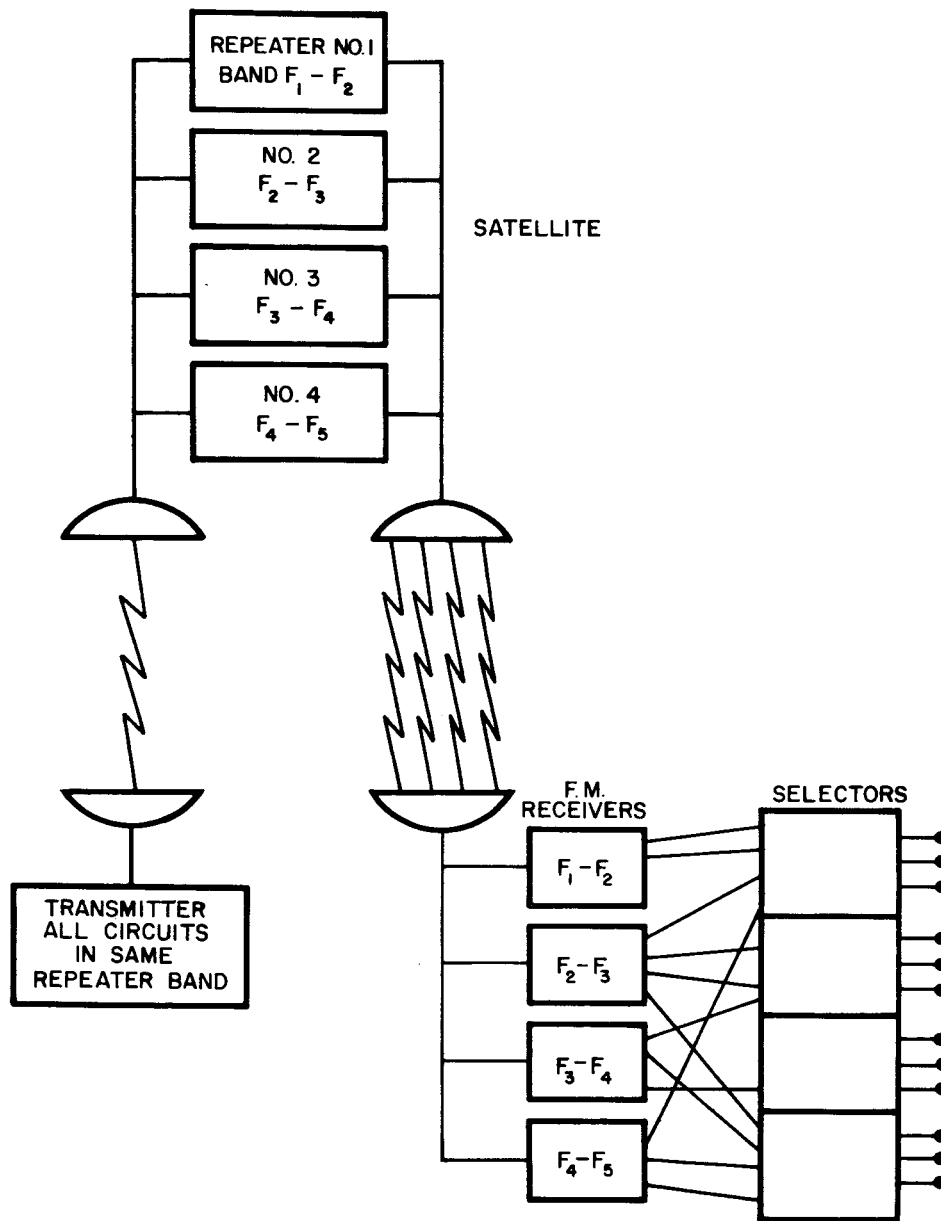 REPEATER NO.1
BAND F₁ – F₂
NO. 2
F₂ – F₃
SATELLITE
NO. 3
F₃ – F₄
NO. 4
F₄ – F₅
F. M.
RECEIVERS
SELECTORS
F₁ – F₂
TRANSMITTER
ALL CIRCUITS
IN SAME
REPEATER BAND
F₂–F₃
F₃–F₄
F₄–F₅